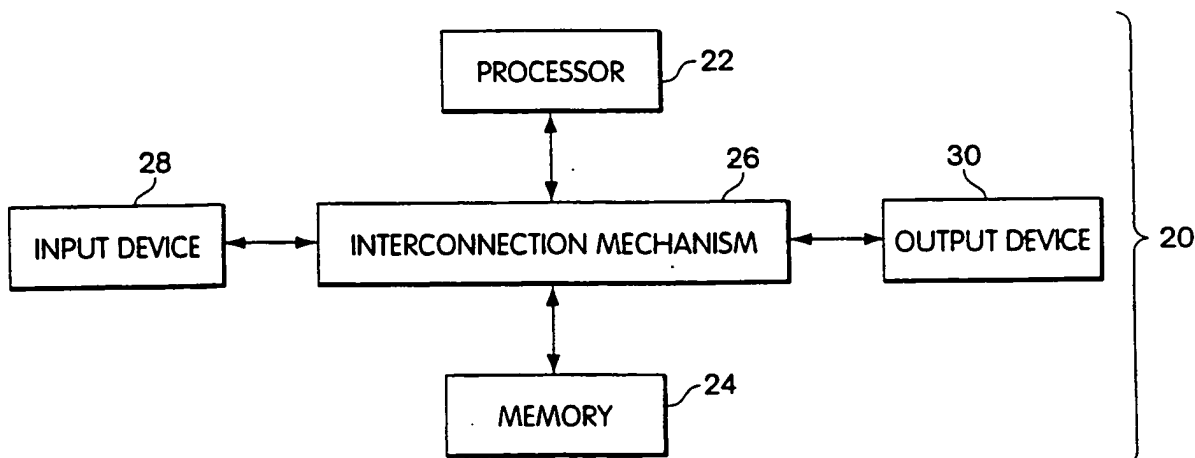 PROCESSOR
22
28
26
30
INPUT DEVICE
INTERCONNECTION MECHANISM
OUTPUT DEVICE
20
MEMORY
24